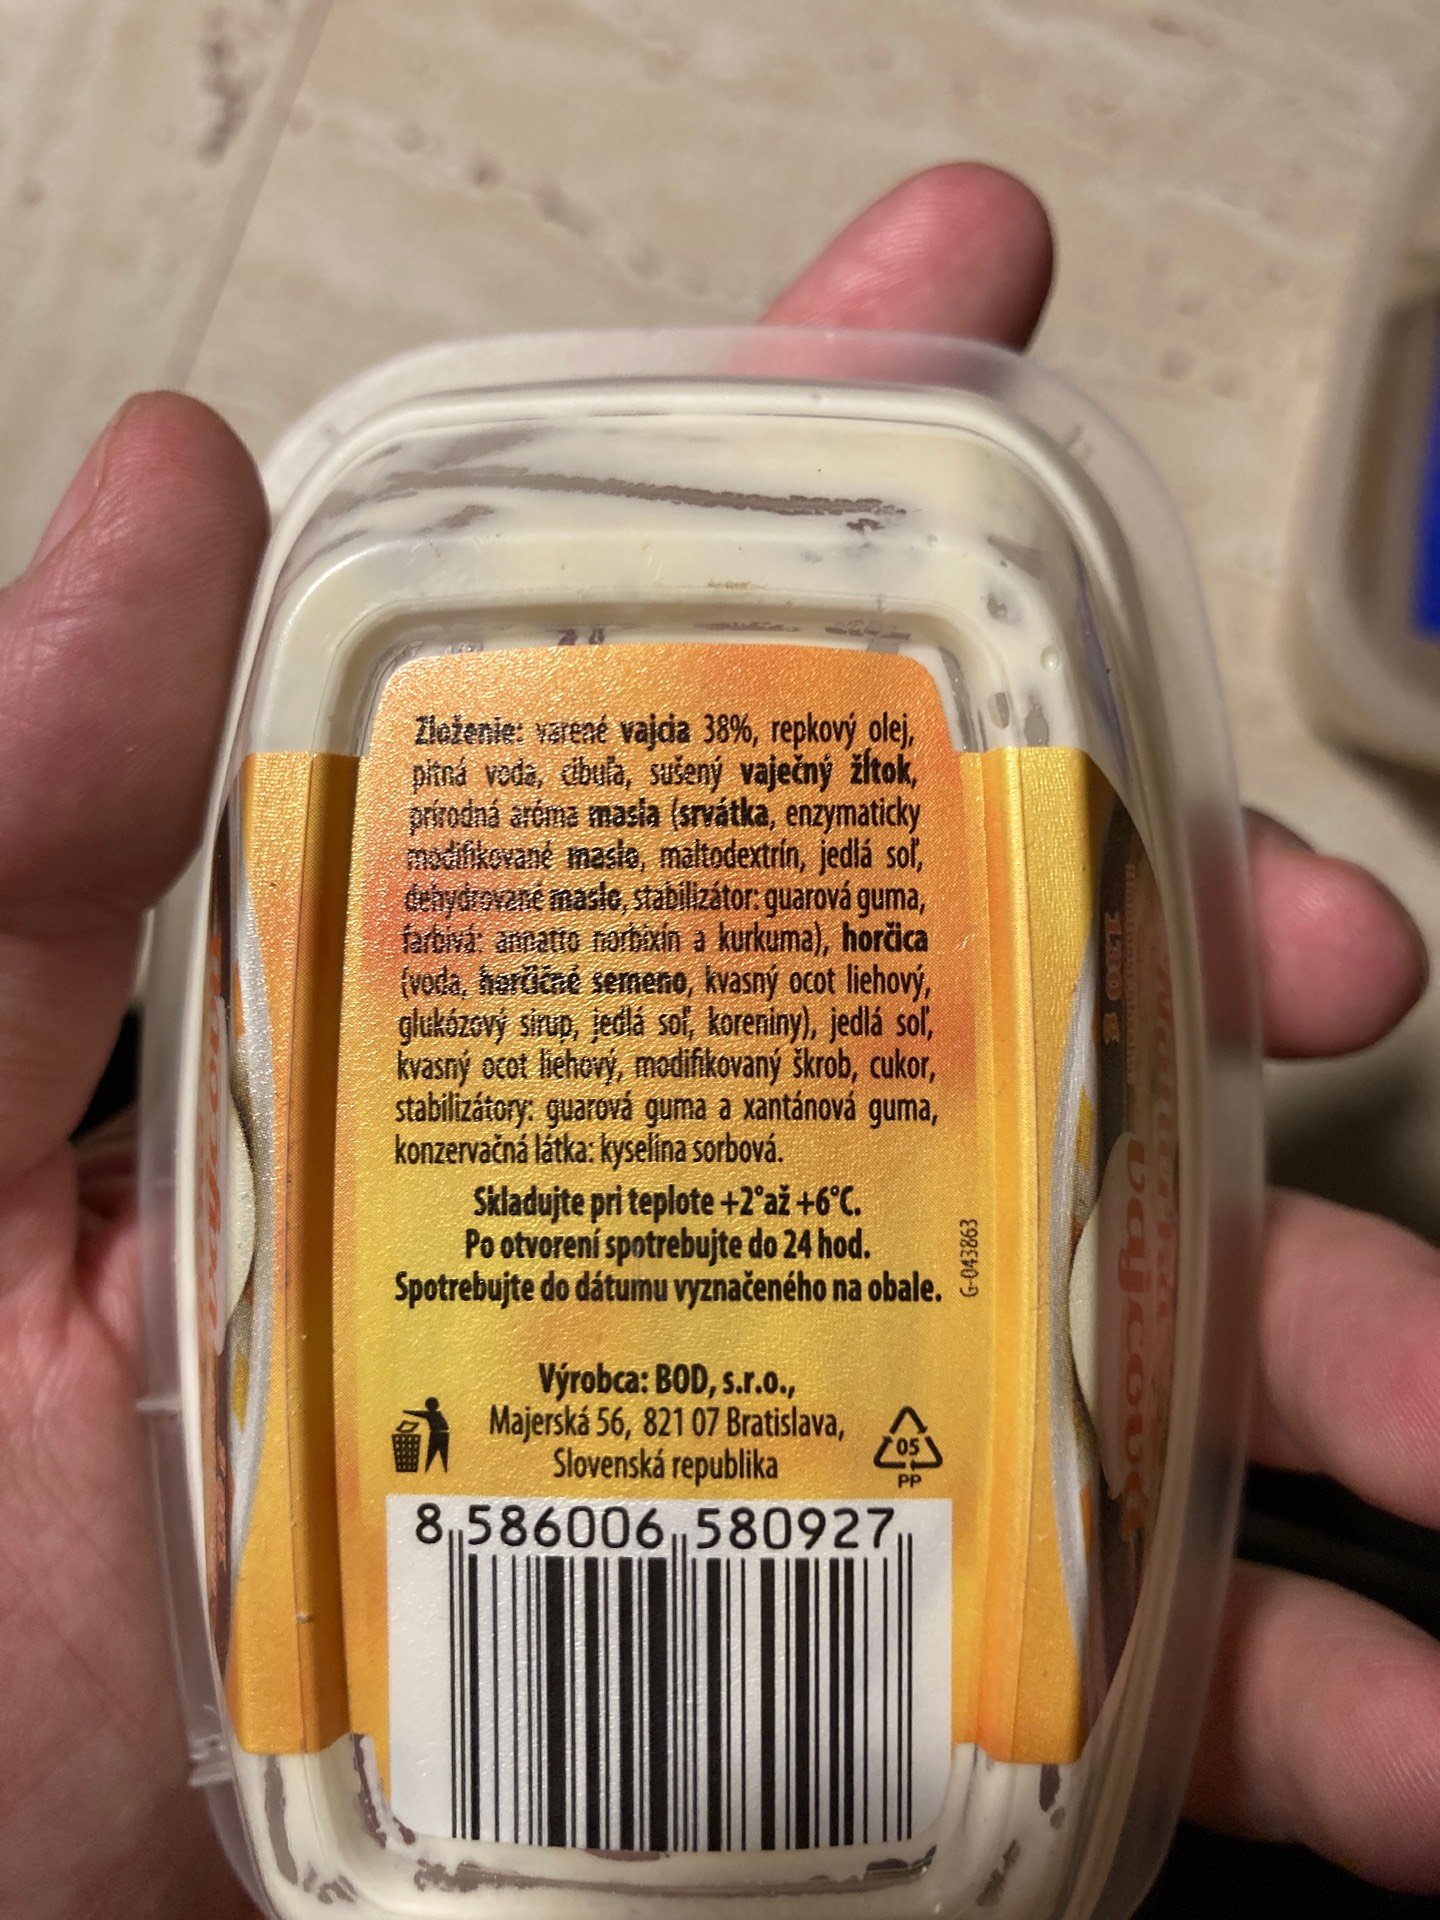 Zloženie: varené vajcia 38%, repkový olej,
pitná voda, cibuľa, sušený vaječný žĺtok,
prírodná aróma masla (srvátka, enzymaticky
modifikované maslo, maltodextrín, jedlá soľ,
dehydrované maslo, stabilizátor: guarová guma,
farbivá: annatto norbixín a kurkuma), horčica
(voda, horčičné semeno, kvasný ocot liehový,
glukózový sirup, jedlá soľ, koreniny), jedlá soľ,
kvasný ocot liehový, modifikovaný škrob, cukor,
stabilizátory: guarová guma a xantánová guma,
konzervačná látka: kyselina sorbová.
Skladujte pri teplote +2°až +6°C.
Po otvorení spotrebujte do 24 hod.
Spotrebujte do dátumu vyznačeného na obale.
G-043863
Výrobca: BOD, s.r.o.,
Majerská 56, 821 07 Bratislava,
Slovenská republika
05
PP
8 586006 580927